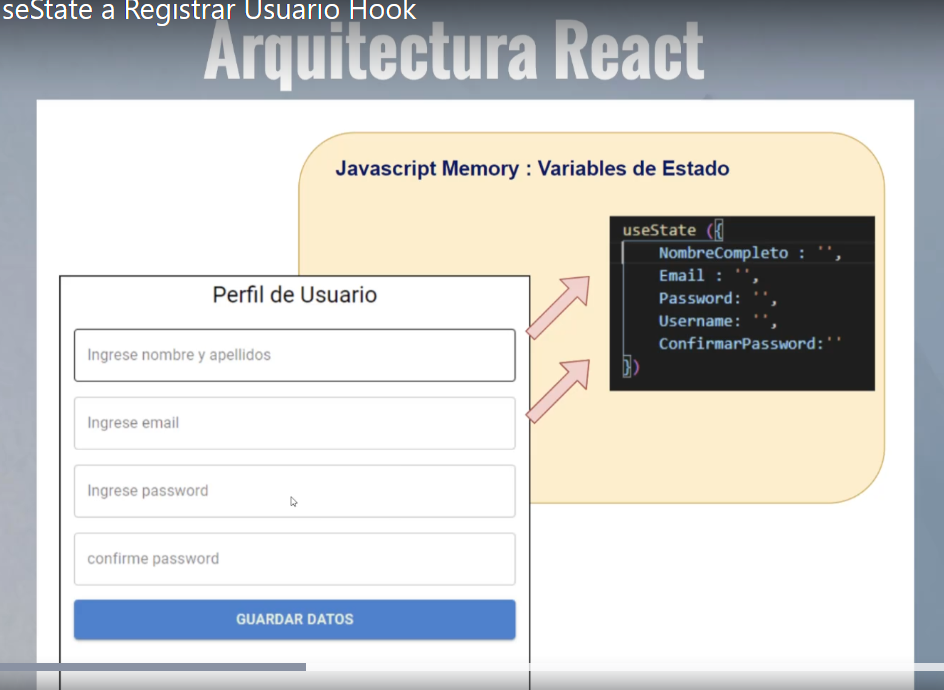 seState a Registrar Usuario Hook
Arquitectura React
Javascript Memory : Variables de Estado
useState ({
NombreCompleto : '',
Email : '',
Password: '',
Username: '',
ConfirmarPassword:''
})
Perfil de Usuario
Ingrese nombre y apellidos
Ingrese email
Ingrese password
confirme password
GUARDAR DATOS